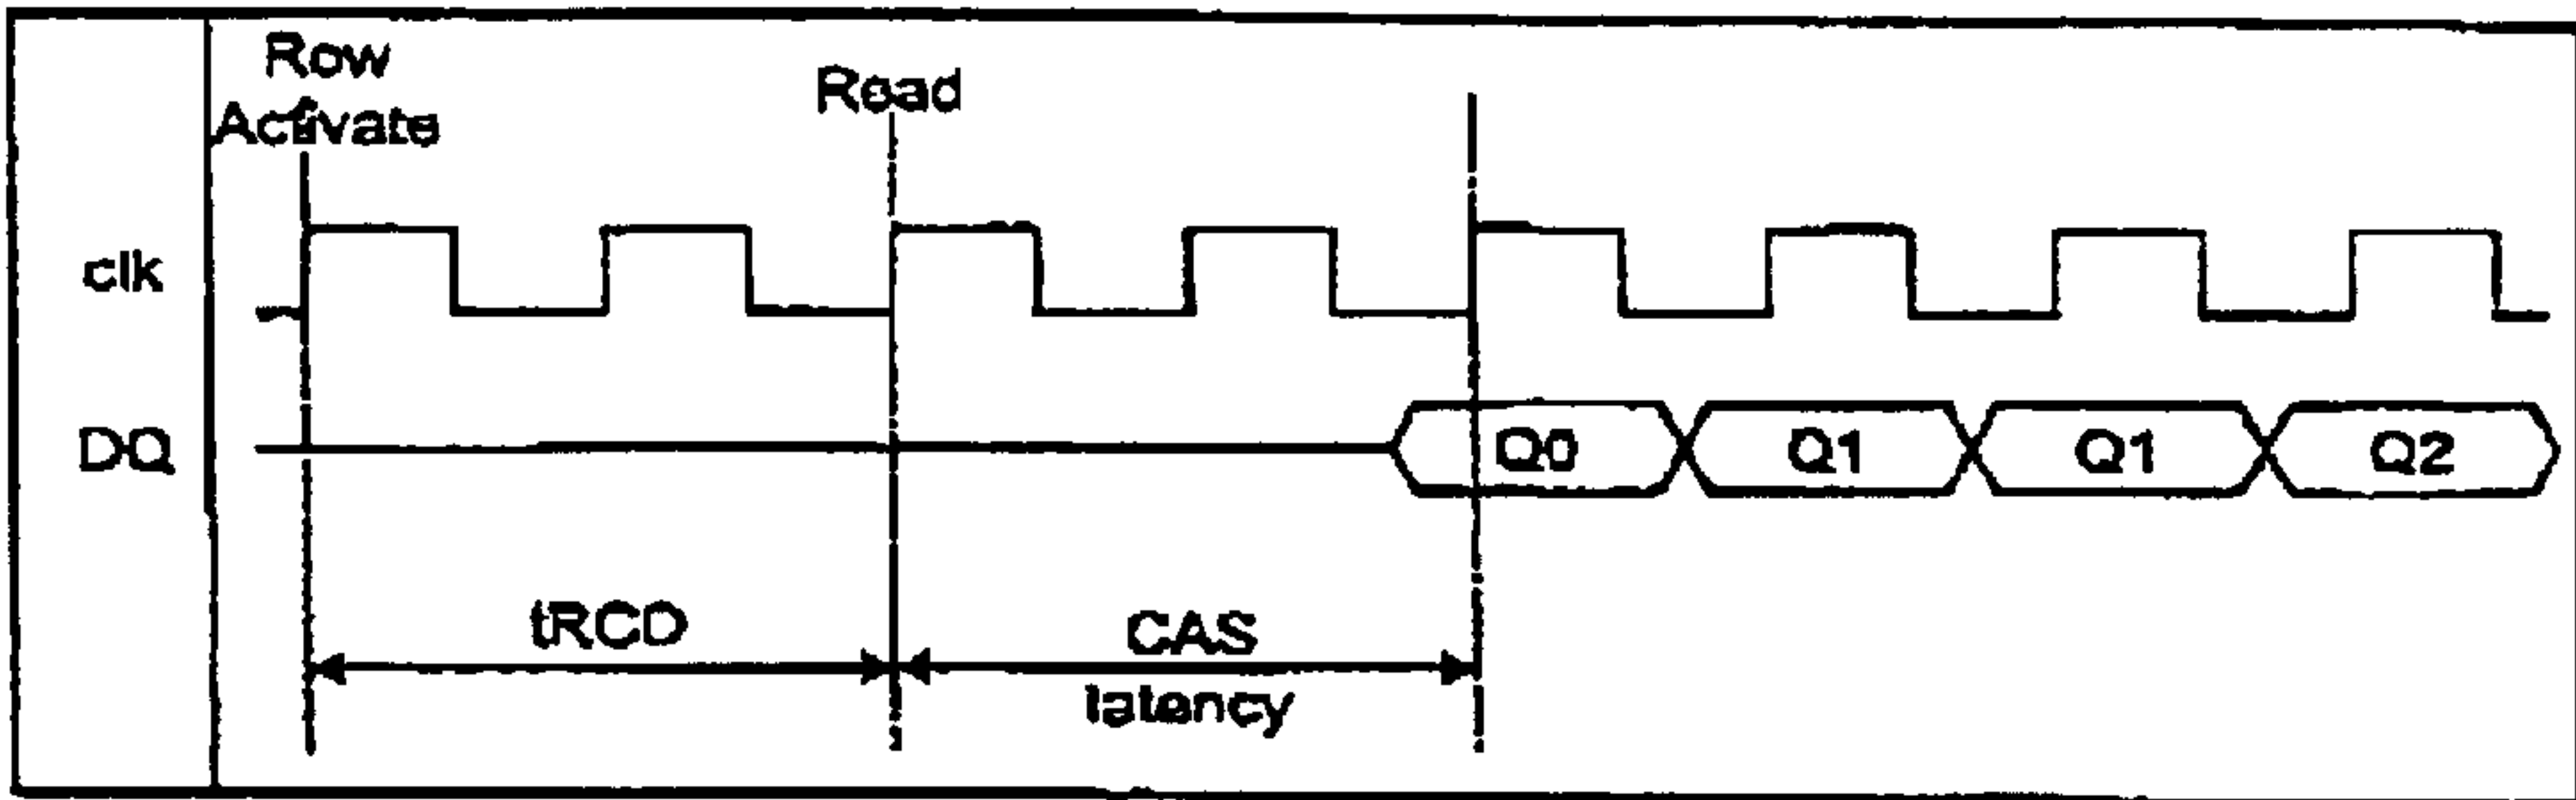 Row
Activate
Read
clk
DQ
Q0 Q1 Q1 Q2
tRCD
CAS
latency